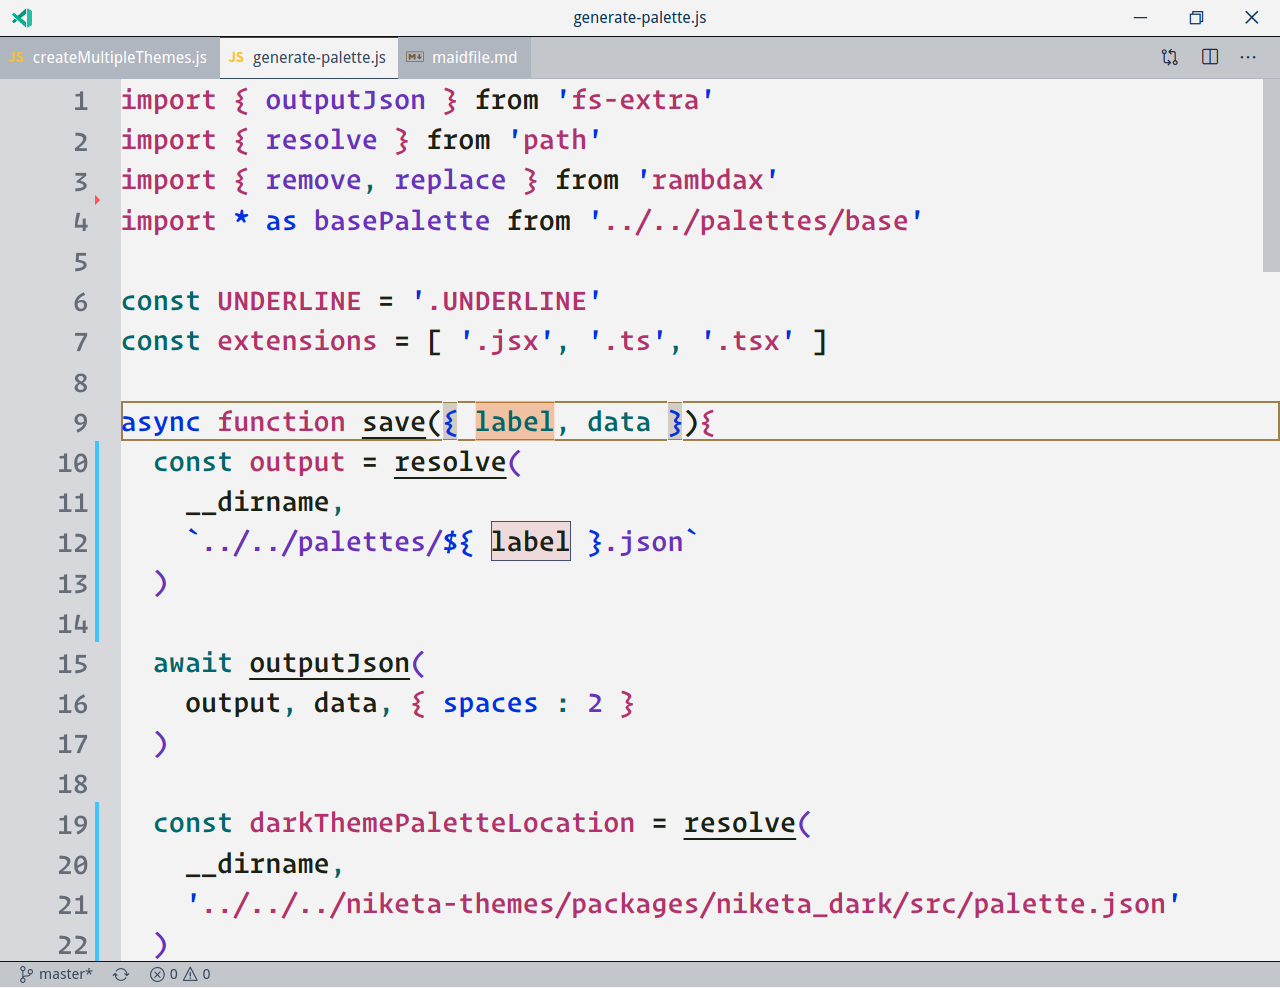 generate-palette.js
JS createMultipleThemes.js JS generate-palette.js M maidfile.md
1 import { outputJson } from 'fs-extra'
2 import { resolve } from 'path'
3 import { remove, replace } from 'rambdax'
4 import * as basePalette from '../../palettes/base'
5
6 const UNDERLINE = '.UNDERLINE'
7 const extensions = [ '.jsx', '.ts', '.tsx' ]
8
9 async function save({ label, data }){
10 const output = resolve(
11 __dirname,
12 `../../palettes/${ label }.json`
13 )
14
15 await outputJson(
16 output, data, { spaces : 2 }
17 )
18
19 const darkThemePaletteLocation = resolve(
20 __dirname,
21 '../../../niketa-themes/packages/niketa_dark/src/palette.json'
22 )
master* 0 0